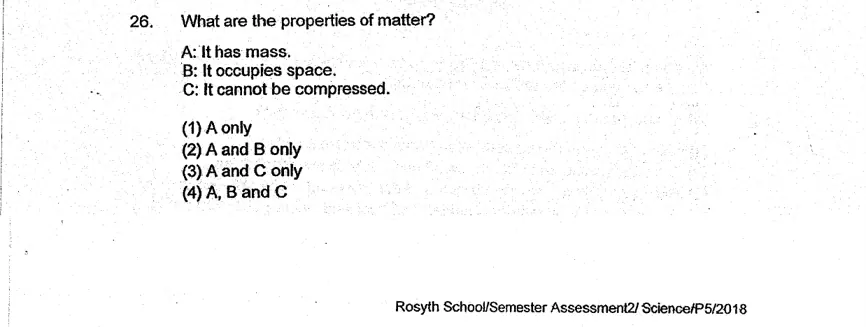 26. What are the properties of matter?
A: It has mass.
B: It occupies space.
C: It cannot be compressed.
(1) A only
(2) A and B only
(3) A and C only
(4) A, B and C
Rosyth School/Semester Assessment2/ Science/P5/2018